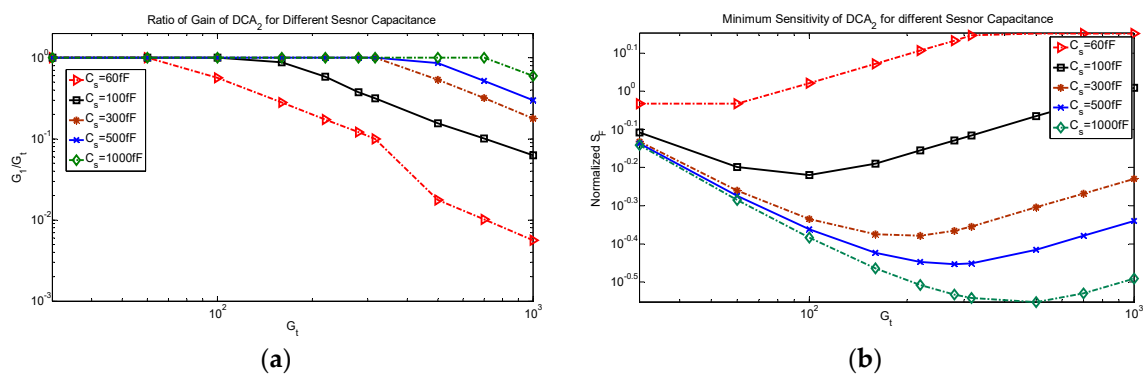 Ratio of Gain of DCA2 for Different Sesnor Capacitance
10^0
10^-1
10^-2
10^-3
10^2
10^3
G1/Gt
Gt
Cs=60fF
Cs=100fF
Cs=300fF
Cs=500fF
Cs=1000fF
(a)
Minimum Sensitivity of DCA2 for different Sesnor Capacitance
10^0.1
10^0
10^-0.1
10^-0.2
10^-0.3
10^-0.4
10^-0.5
10^2
10^3
Normalized SF
Gt
Cs=60fF
Cs=100fF
Cs=300fF
Cs=500fF
Cs=1000fF
(b)